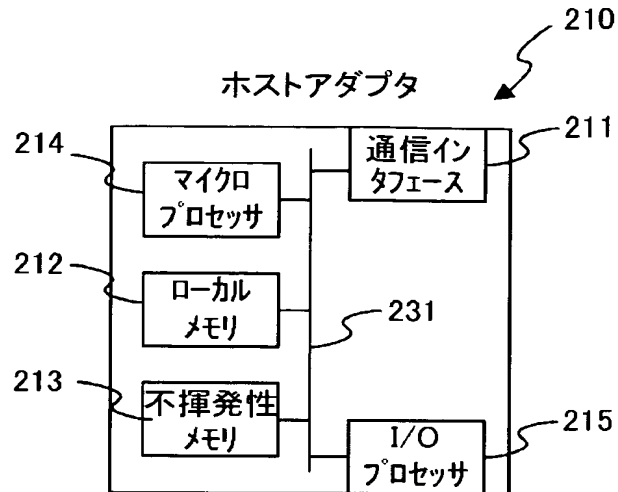 210
ホストアダプタ
211
通信イン
タフェース
214
マイクロ
プロセッサ
212
ローカル
メモリ
231
213
不揮発性
メモリ
215
I/O
プロセッサ